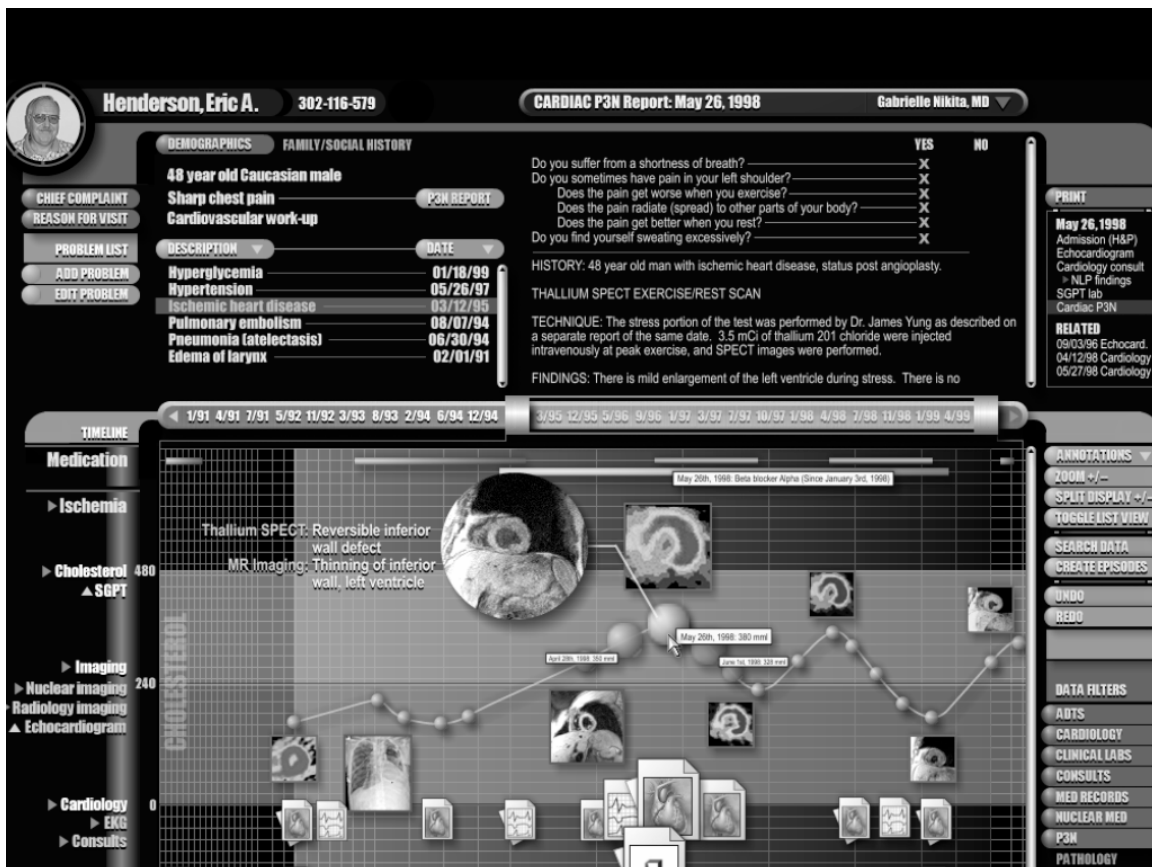 Henderson, Eric A. 302-116-579
CARDIAC P3N Report: May 26, 1998 Gabrielle Nikita, MD
DEMOGRAPHICS FAMILY/SOCIAL HISTORY
48 year old Caucasian male
Sharp chest pain P3N REPORT
Cardiovascular work-up
CHIEF COMPLAINT
REASON FOR VISIT
PROBLEM LIST
ADD PROBLEM
EDIT PROBLEM
DESCRIPTION DATE
Hyperglycemia 01/18/99
Hypertension 05/26/97
Ischemic heart disease 03/12/95
Pulmonary embolism 08/07/94
Pneumonia (atelectasis) 06/30/94
Edema of larynx 02/01/91
YES NO
Do you suffer from a shortness of breath? X
Do you sometimes have pain in your left shoulder? X
Does the pain get worse when you exercise? X
Does the pain radiate (spread) to other parts of your body? X
Does the pain get better when you rest? X
Do you find yourself sweating excessively? X
HISTORY: 48 year old man with ischemic heart disease, status post angioplasty.
THALLIUM SPECT EXERCISE/REST SCAN
TECHNIQUE: The stress portion of the test was performed by Dr. James Yung as described on
a separate report of the same date. 3.5 mCi of thallium 201 chloride were injected
intravenously at peak exercise, and SPECT images were performed.
FINDINGS: There is mild enlargement of the left ventricle during stress. There is no
PRINT
May 26,1998
Admission (H&P)
Echocardiogram
Cardiology consult
NLP findings
SGPT lab
Cardiac P3N
RELATED
09/03/96 Echocard.
04/12/98 Cardiology
05/27/98 Cardiology
TIMELINE
1/91 4/91 7/91 5/92 11/92 3/93 8/93 2/94 6/94 12/94 3/95 12/95 5/96 9/96 1/97 3/97 7/97 10/97 1/98 4/98 7/98 11/98 1/99 4/99
Medication
Ischemia
Cholesterol 480
SGPT
Imaging
Nuclear imaging 240
Radiology imaging
Echocardiogram
Cardiology 0
EKG
Consults
CHOLESTEROL
May 26th, 1998: Beta blocker Alpha (Since January 3rd, 1998)
Thallium SPECT: Reversible inferior
wall defect
MR Imaging: Thinning of inferior
wall, left ventricle
April 28th, 1998: 350 mml
May 26th, 1998: 380 mml
June 1st, 1998: 328 mml
ANNOTATIONS
ZOOM +/–
SPLIT DISPLAY +/–
TOGGLE LIST VIEW
SEARCH DATA
CREATE EPISODES
UNDO
REDO
DATA FILTERS
ADTS
CARDIOLOGY
CLINICAL LABS
CONSULTS
MED RECORDS
NUCLEAR MED
P3N
PATHOLOGY